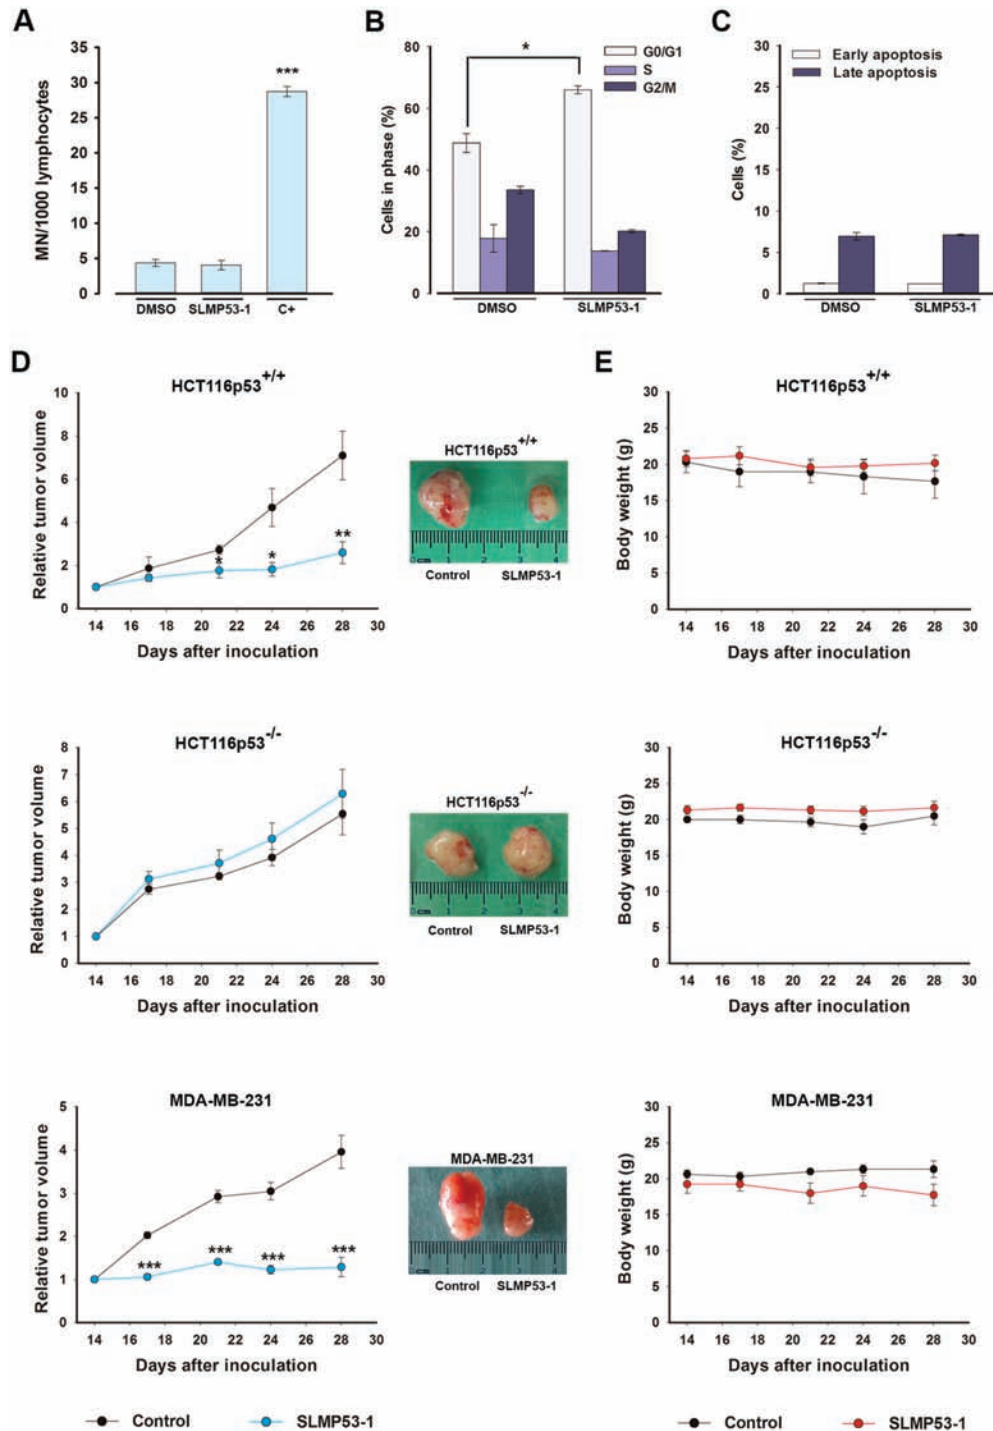 A
MN/1000 lymphocytes
35
30
25
20
15
10
5
0
***
DMSO
SLMP53-1
C+
B
Cells in phase (%)
80
60
40
20
0
*
G0/G1
S
G2/M
DMSO
SLMP53-1
C
Cells (%)
30
25
20
15
10
5
0
Early apoptosis
Late apoptosis
DMSO
SLMP53-1
D
HCT116p53+/+
Relative tumor volume
10
8
6
4
2
0
*
*
**
14 16 18 20 22 24 26 28 30
Days after inoculation
HCT116p53+/+
Control SLMP53-1
E
HCT116p53+/+
Body weight (g)
30
25
20
15
10
5
0
14 16 18 20 22 24 26 28 30
Days after inoculation
HCT116p53-/-
Relative tumor volume
8
7
6
5
4
3
2
1
0
14 16 18 20 22 24 26 28 30
Days after inoculation
HCT116p53-/-
1 2 3 4
Control SLMP53-1
HCT116p53-/-
Body weight (g)
30
25
20
15
10
5
0
14 16 18 20 22 24 26 28 30
Days after inoculation
MDA-MB-231
Relative tumor volume
5
4
3
2
1
0
***
***
***
***
14 16 18 20 22 24 26 28 30
Days after inoculation
MDA-MB-231
Control SLMP53-1
MDA-MB-231
Body weight (g)
30
25
20
15
10
5
0
14 16 18 20 22 24 26 28 30
Days after inoculation
Control SLMP53-1
Control SLMP53-1